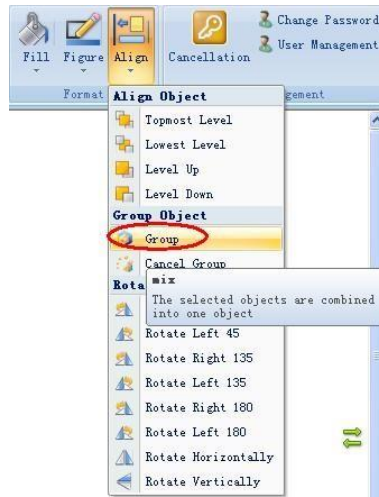 Change Password
User Management
Fill Figure Align Cancellation
Format
gement
Align Object
Topmost Level
Lowest Level
Level Up
Level Down
Group Object
Group
Cancel Group
Rota
mix
The selected objects are combined
into one object
Rotate Left 45
Rotate Right 135
Rotate Left 135
Rotate Right 180
Rotate Left 180
Rotate Horizontally
Rotate Vertically